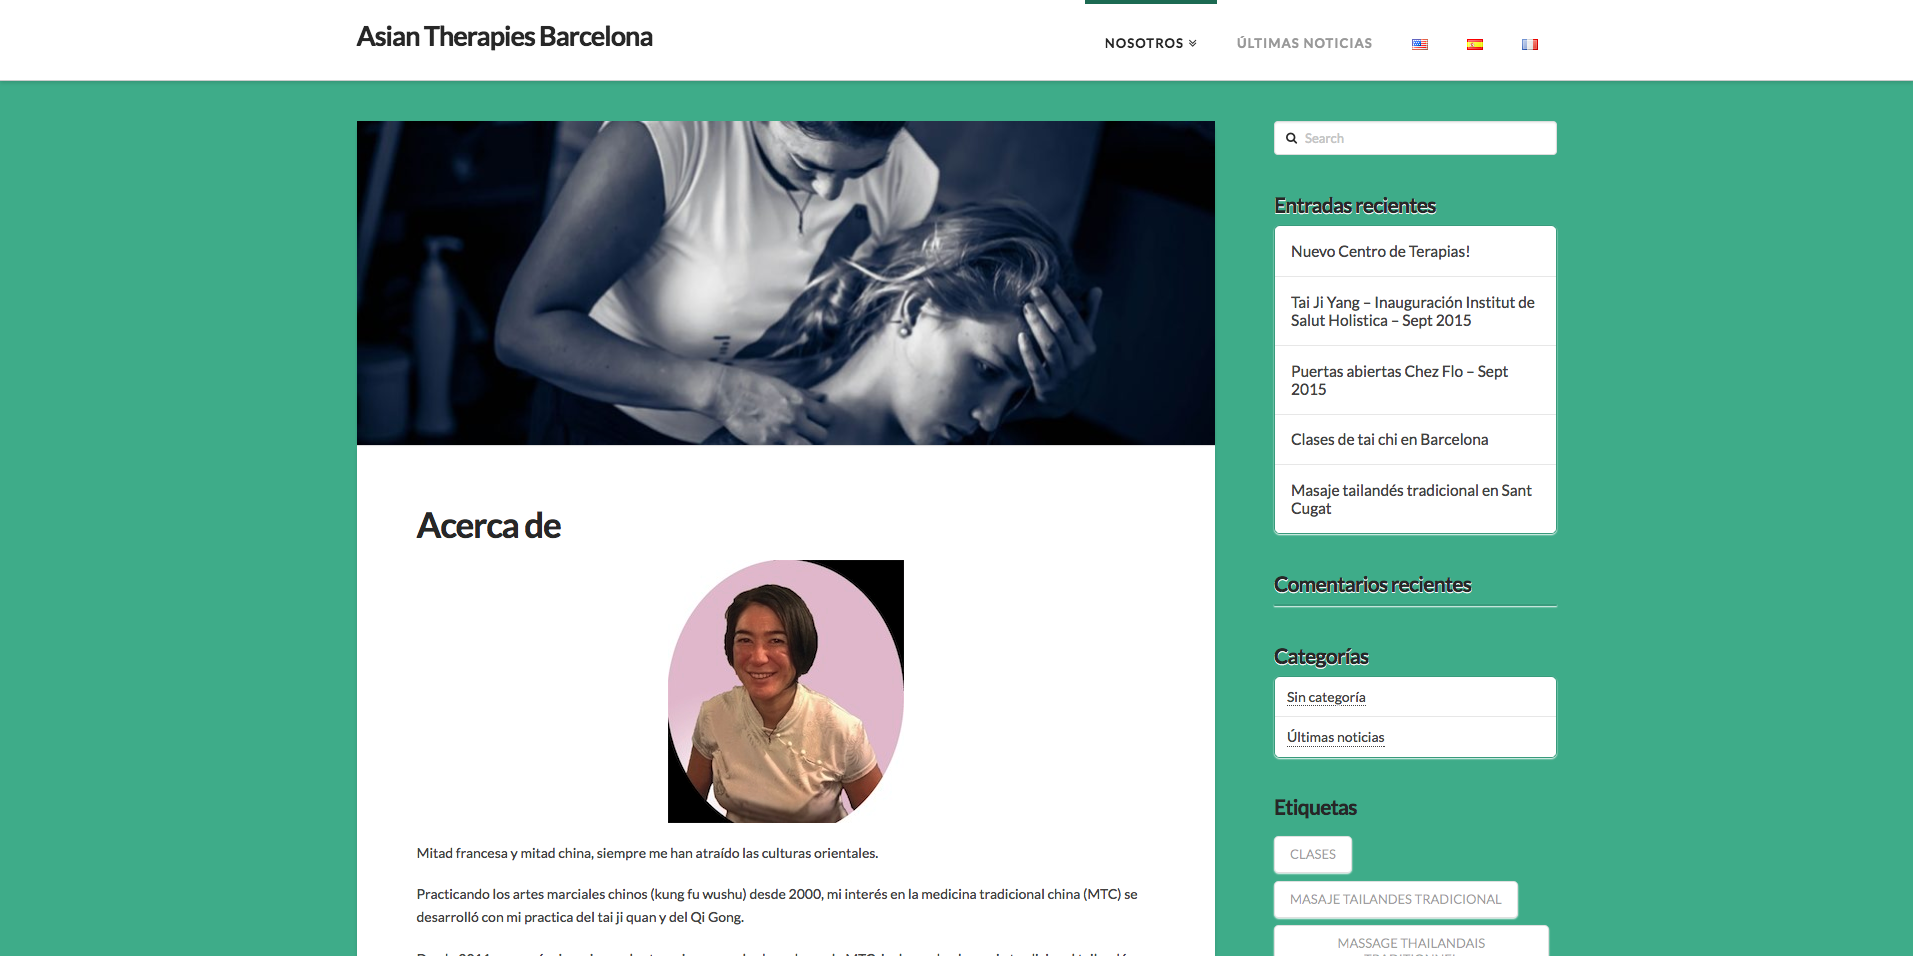 Asian Therapies Barcelona
NOSOTROS
ÚLTIMAS NOTICIAS
Search
Entradas recientes
Nuevo Centro de Terapias!
Tai Ji Yang – Inauguración Institut de
Salut Holistica – Sept 2015
Puertas abiertas Chez Flo – Sept
2015
Clases de tai chi en Barcelona
Masaje tailandés tradicional en Sant
Cugat
Comentarios recientes
Categorías
Sin categoría
Últimas noticias
Etiquetas
CLASES
MASAJE TAILANDES TRADICIONAL
MASSAGE THAILANDAIS
Acerca de
Mitad francesa y mitad china, siempre me han atraído las culturas orientales.
Practicando los artes marciales chinos (kung fu wushu) desde 2000, mi interés en la medicina tradicional china (MTC) se
desarrolló con mi practica del tai ji quan y del Qi Gong.